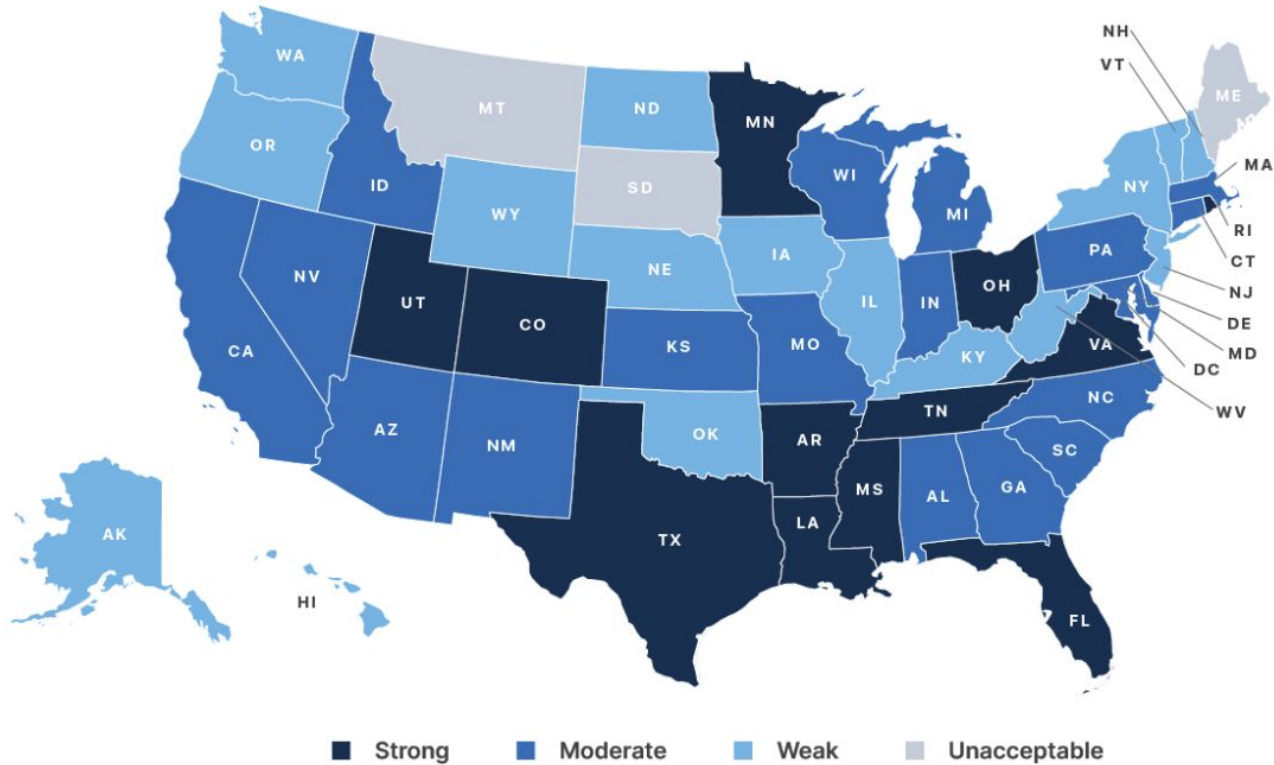 NH
VT
WA
MT
ND
MN
ME
OR
ID
SD
WI
MI
NY
MA
WY
RI
CT
NV
UT
CO
NE
IA
IL
IN
OH
PA
NJ
DE
MD
DC
WV
CA
KS
MO
KY
VA
AZ
NM
OK
AR
TN
NC
SC
TX
LA
MS
AL
GA
AK
HI
FL
Strong
Moderate
Weak
Unacceptable